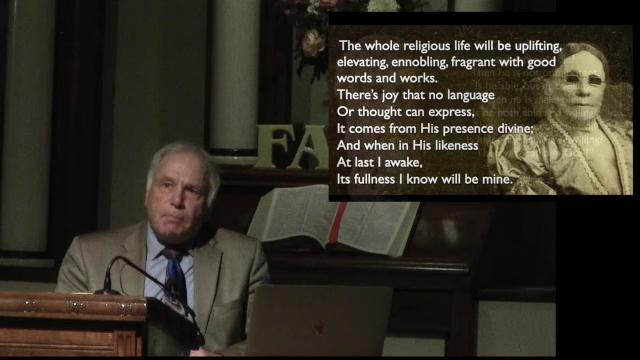 The whole religious life will be uplifting,
elevating, ennobling, fragrant with good
words and works.
There's joy that no language
Or thought can express,
It comes from His presence divine;
And when in His likeness
At last I awake,
Its fullness I know will be mine.
FA